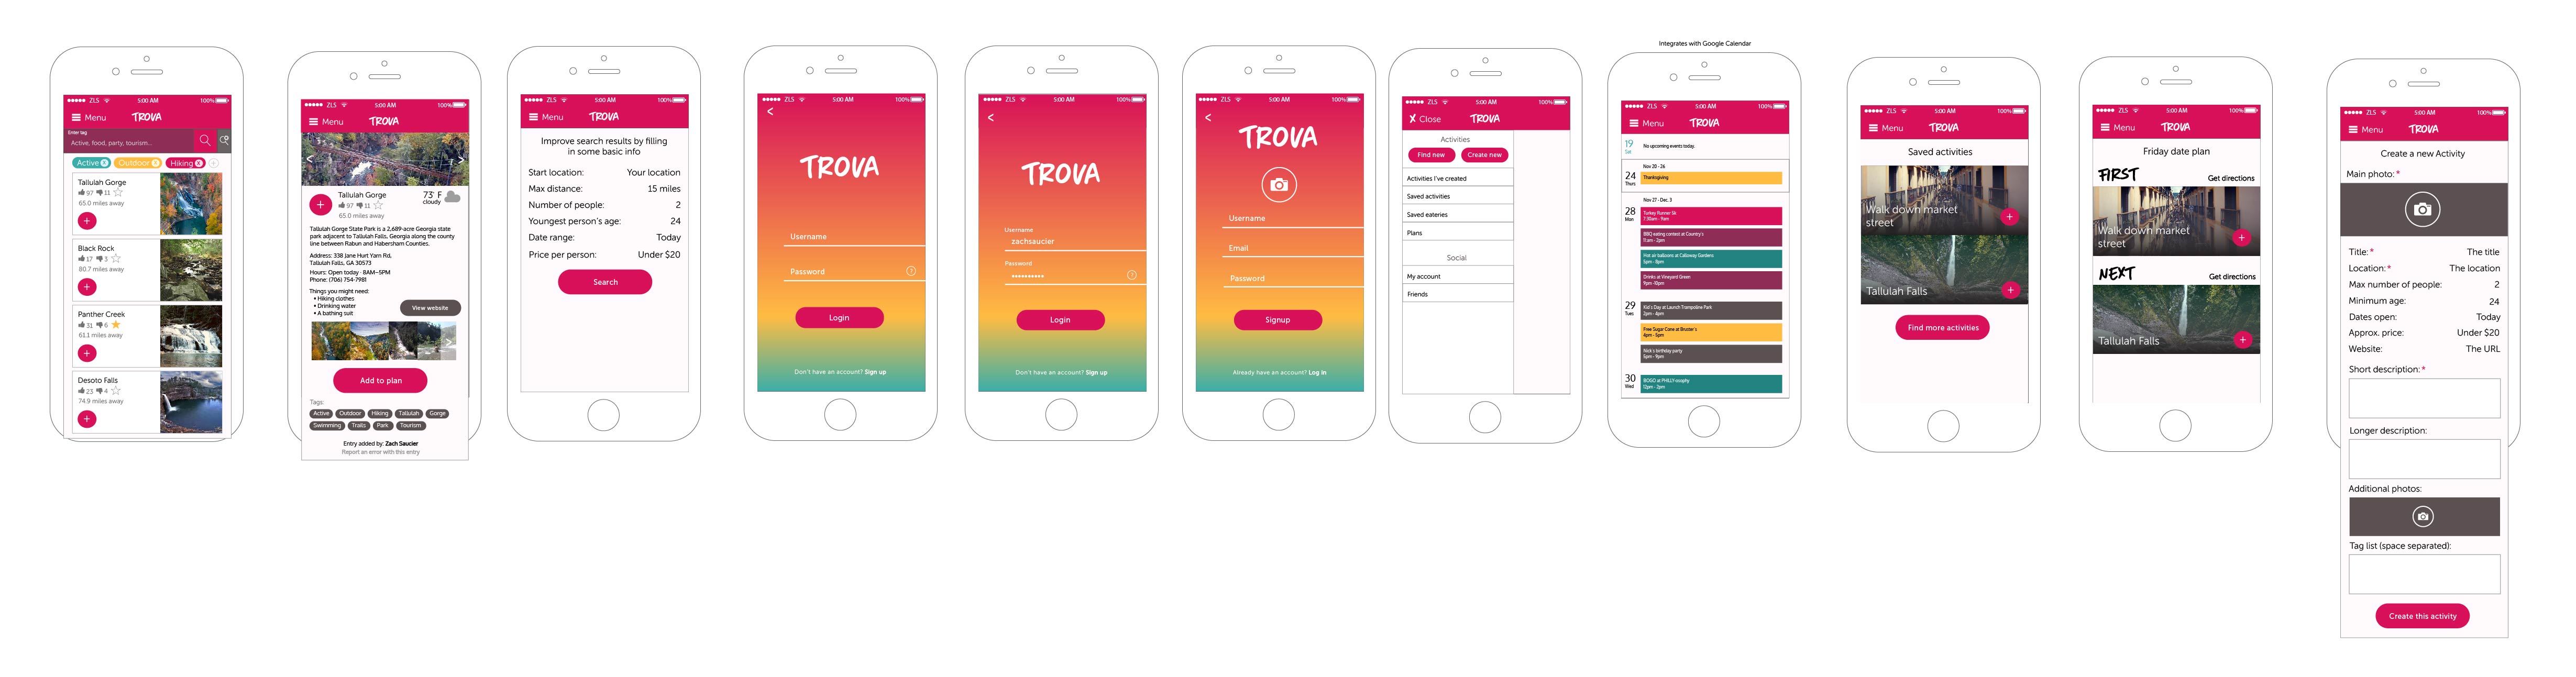 ZLS 5:00 AM 100%
Menu TROVA
Enter tag
Active, food, party, tourism...
Active x Outdoor x Hiking x
Tallulah Gorge
97 11
65.0 miles away
+
Black Rock
17 3
80.7 miles away
+
Panther Creek
31 6
61.1 miles away
+
Desoto Falls
23 4
74.9 miles away
+
ZLS 5:00 AM 100%
Menu TROVA
< >
+ Tallulah Gorge 73° F
97 11 cloudy
65.0 miles away
Tallulah Gorge State Park is a 2,689-acre Georgia state
park adjacent to Tallulah Falls, Georgia along the county
line between Rabun and Habersham Counties.
Address: 338 Jane Hurt Yarn Rd,
Tallulah Falls, GA 30573
Hours: Open today · 8AM–5PM
Phone: (706) 754-7981
Things you might need:
• Hiking clothes
• Drinking water
• A bathing suit
View website
>
Add to plan
Tags:
Active Outdoor Hiking Tallulah Gorge
Swimming Trails Park Tourism
Entry added by: Zach Saucier
Report an error with this entry
ZLS 5:00 AM 100%
Menu TROVA
Improve search results by filling
in some basic info
Start location: Your location
Max distance: 15 miles
Number of people: 2
Youngest person's age: 24
Date range: Today
Price per person: Under $20
Search
ZLS 5:00 AM 100%
<
TROVA
Username
Password ?
Login
Don't have an account? Sign up
ZLS 5:00 AM 100%
<
TROVA
Username
zachsaucier
Password
•••••••••• ?
Login
Don't have an account? Sign up
ZLS 5:00 AM 100%
<
TROVA
Username
Email
Password
Signup
Already have an account? Log in
ZLS 5:00 AM 100%
X Close TROVA
Activities
Find new Create new
Activities I've created
Saved activities
Saved eateries
Plans
Social
My account
Friends
Integrates with Google Calendar
ZLS 5:00 AM 100%
Menu TROVA
19 No upcoming events today.
Sat
Nov 20 - 26
24 Thanksgiving
Thurs
Nov 27 - Dec. 3
28 Turkey Runner 5k
Mon 7:30am - 9am
BBQ eating contest at Country's
11am - 2pm
Hot air balloons at Callaway Gardens
5pm - 8pm
Drinks at Vineyard Green
9pm -10pm
29 Kid's Day at Launch Trampoline Park
Tues 2pm - 4pm
Free Sugar Cone at Bruster's
4pm - 5pm
Nick's birthday party
5pm - 9pm
30 BOGO at PHILLY-osophy
Wed 12pm - 2pm
ZLS 5:00 AM 100%
Menu TROVA
Saved activities
Walk down market
street +
Tallulah Falls +
Find more activities
ZLS 5:00 AM 100%
Menu TROVA
Friday date plan
FIRST Get directions
Walk down market
street +
NEXT Get directions
Tallulah Falls +
ZLS 5:00 AM 100%
Menu TROVA
Create a new Activity
Main photo: *
Title: * The title
Location: * The location
Max number of people: 2
Minimum age: 24
Dates open: Today
Approx. price: Under $20
Website: The URL
Short description: *
Longer description:
Additional photos:
Tag list (space separated):
Create this activity